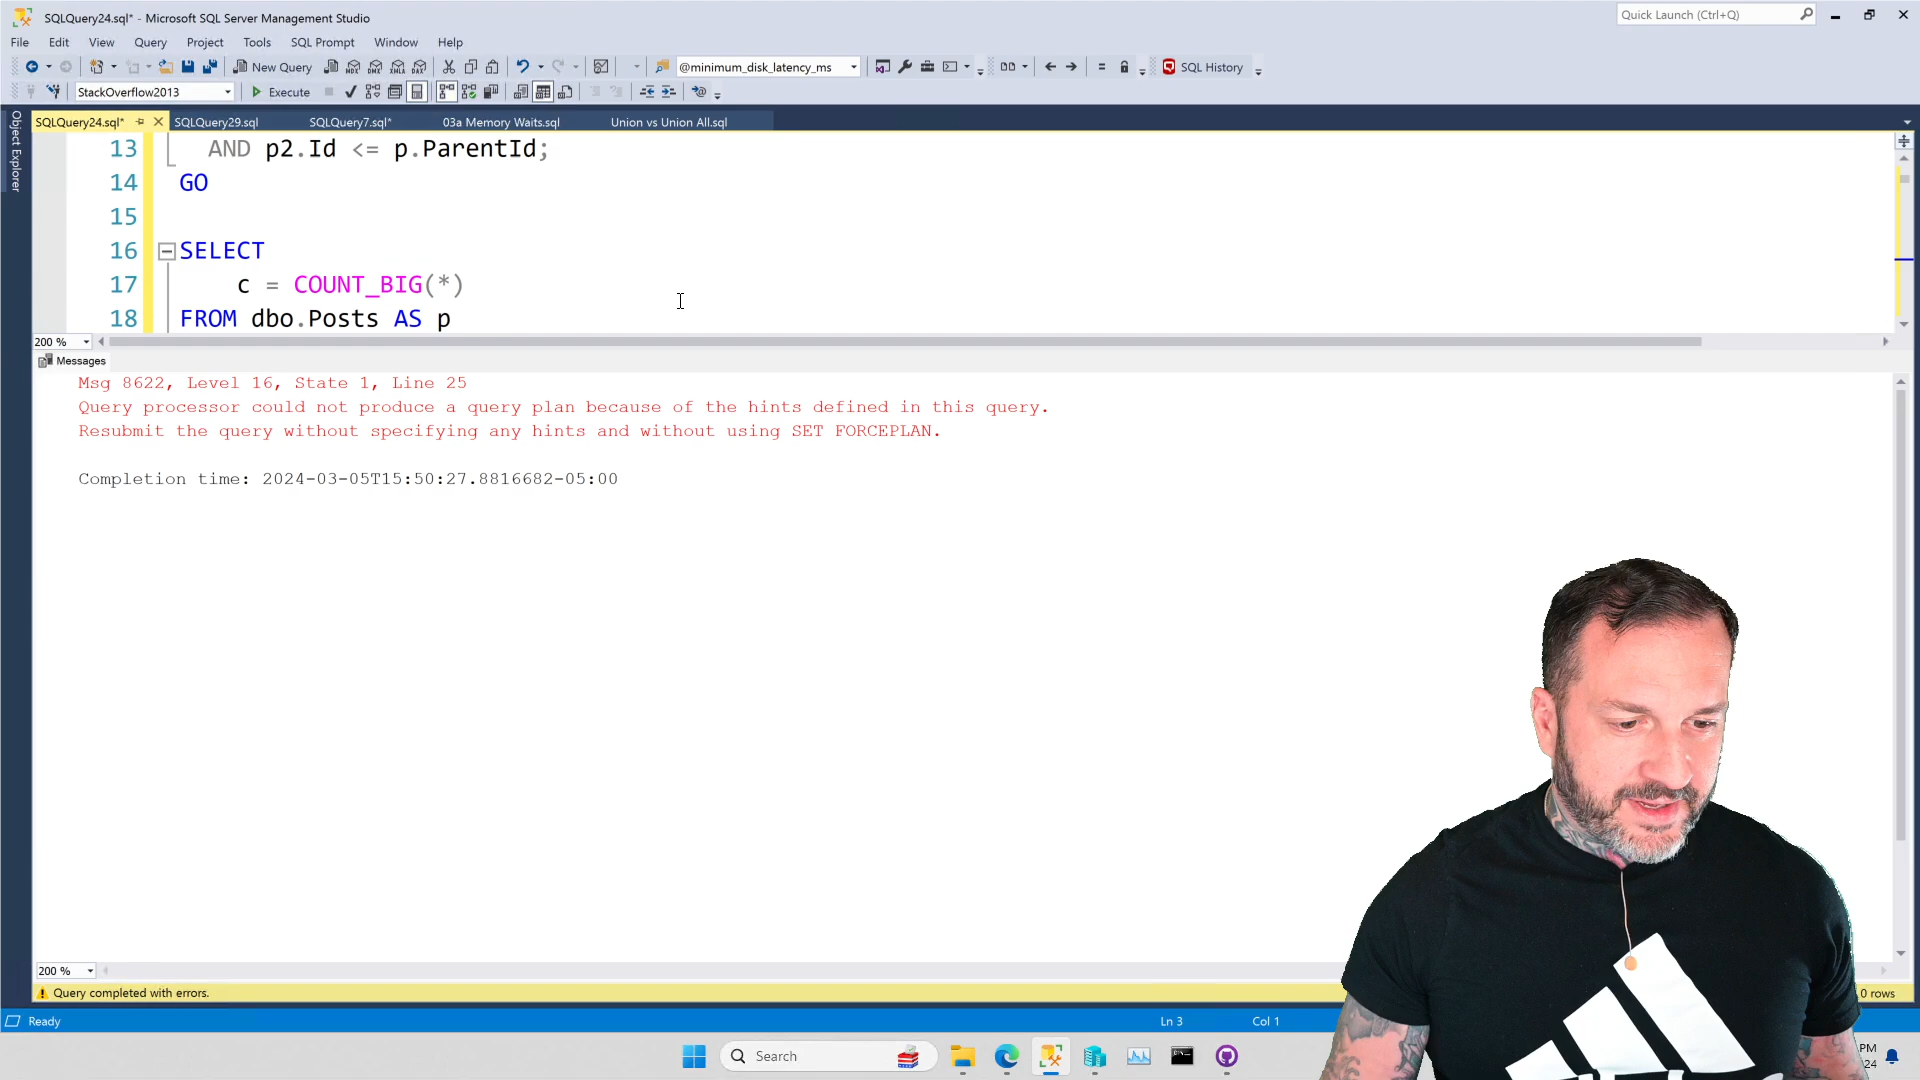 SQLQuery24.sql* - Microsoft SQL Server Management Studio
Quick Launch (Ctrl+Q)
File Edit View Query Project Tools SQL Prompt Window Help
New Query @minimum_disk_latency_ms SQL History
StackOverflow2013 Execute
SQLQuery24.sql* SQLQuery29.sql SQLQuery7.sql* 03a Memory Waits.sql Union vs Union All.sql
Object Explorer
13 AND p2.Id <= p.ParentId;
14 GO
15
16 SELECT
17 c = COUNT_BIG(*)
18 FROM dbo.Posts AS p
200 %
Messages
Msg 8622, Level 16, State 1, Line 25
Query processor could not produce a query plan because of the hints defined in this query.
Resubmit the query without specifying any hints and without using SET FORCEPLAN.
Completion time: 2024-03-05T15:50:27.8816682-05:00
200 %
Query completed with errors. 0 rows
Ready Ln 3 Col 1
Search PM
24